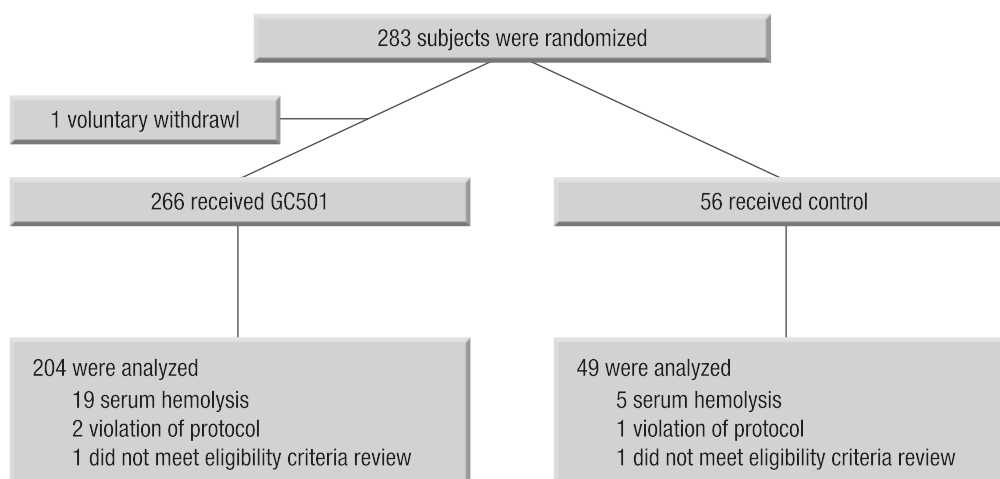 283 subjects were randomized
1 voluntary withdrawl
266 received GC501
56 received control
204 were analyzed
19 serum hemolysis
2 violation of protocol
1 did not meet eligibility criteria review
49 were analyzed
5 serum hemolysis
1 violation of protocol
1 did not meet eligibility criteria review